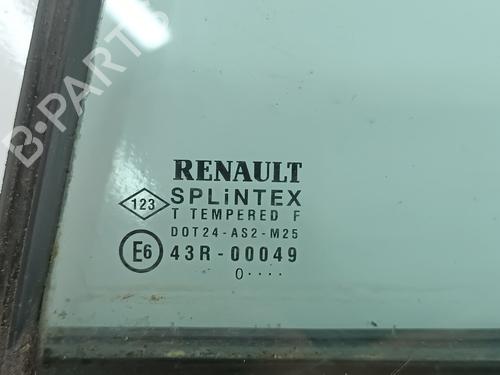 B-PARTS
RENAULT
123 SPLiNTEX
T TEMPERED F
DOT24-AS2-M25
E6 43R-00049
0····